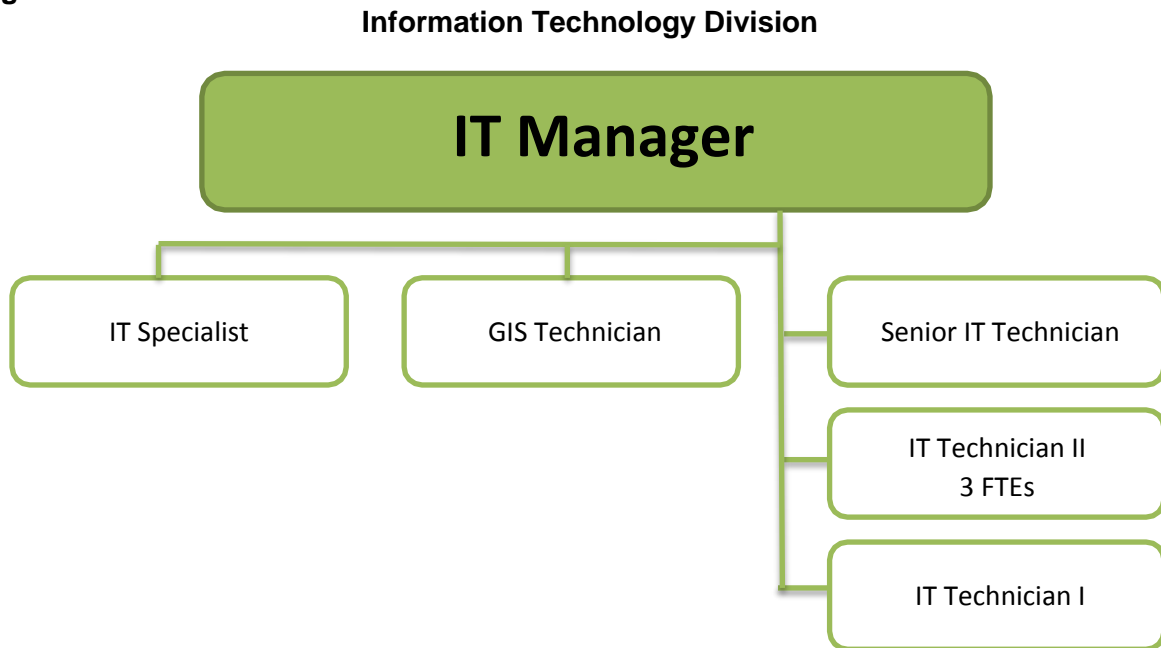 Information Technology Division
IT Manager
IT Specialist
GIS Technician
Senior IT Technician
IT Technician II
3 FTEs
IT Technician I